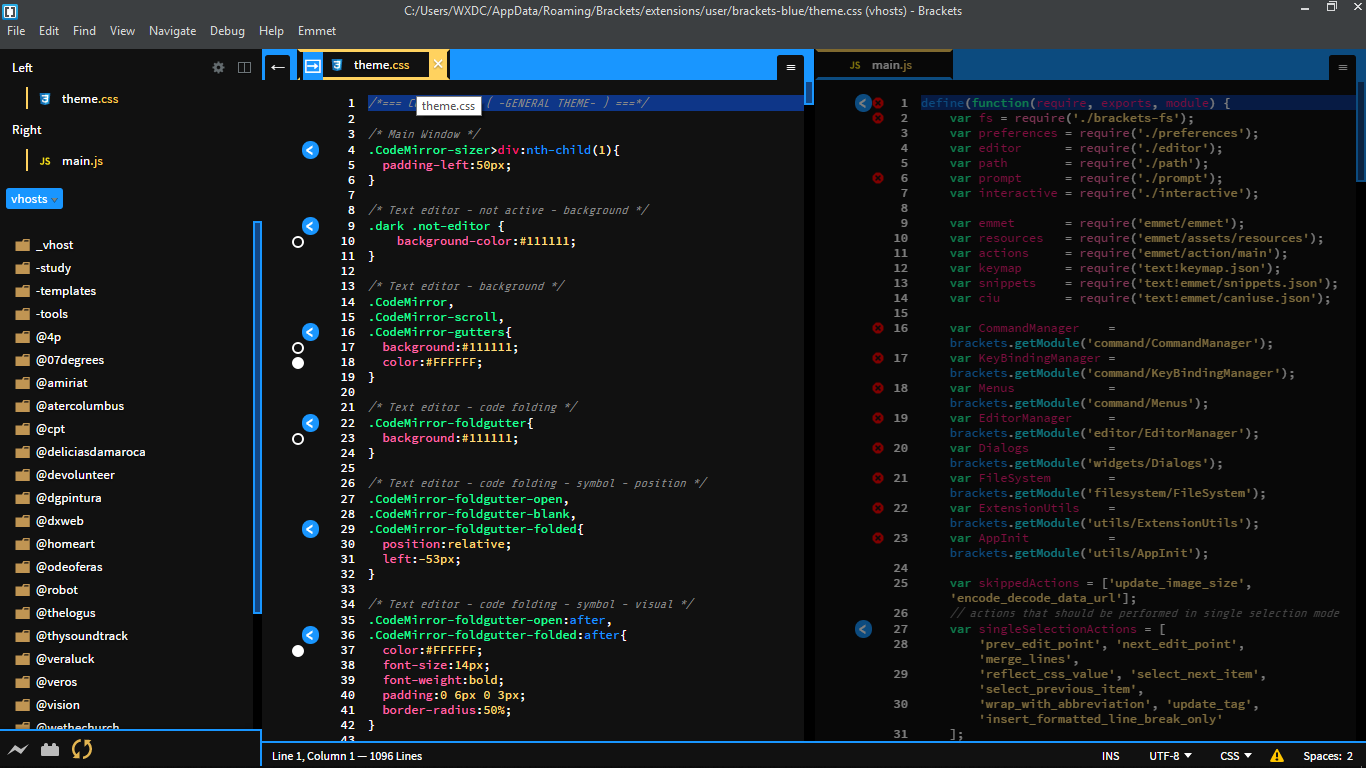 C:/Users/WXDC/AppData/Roaming/Brackets/extensions/user/brackets-blue/theme.css (vhosts) - Brackets
File Edit Find View Navigate Debug Help Emmet
Left
theme.css
Right
JS main.js
vhosts
_vhost
-study
-templates
-tools
@4p
@07degrees
@amiriat
@atercolumbus
@cpt
@deliciasdamaroca
@devolunteer
@dgpintura
@dxweb
@homeart
@odeoferas
@robot
@thelogus
@thysoundtrack
@veraluck
@veros
@vision
@wethechurch
theme.css
theme.css
1 /*=== ( -GENERAL THEME- ) ===*/
2
3 /* Main Window */
4 .CodeMirror-sizer>div:nth-child(1){
5 padding-left:50px;
6 }
7
8 /* Text editor - not active - background */
9 .dark .not-editor {
10 background-color:#111111;
11 }
12
13 /* Text editor - background */
14 .CodeMirror,
15 .CodeMirror-scroll,
16 .CodeMirror-gutters{
17 background:#111111;
18 color:#FFFFFF;
19 }
20
21 /* Text editor - code folding */
22 .CodeMirror-foldgutter{
23 background:#111111;
24 }
25
26 /* Text editor - code folding - symbol - position */
27 .CodeMirror-foldgutter-open,
28 .CodeMirror-foldgutter-blank,
29 .CodeMirror-foldgutter-folded{
30 position:relative;
31 left:-53px;
32 }
33
34 /* Text editor - code folding - symbol - visual */
35 .CodeMirror-foldgutter-open:after,
36 .CodeMirror-foldgutter-folded:after{
37 color:#FFFFFF;
38 font-size:14px;
39 font-weight:bold;
40 padding:0 6px 0 3px;
41 border-radius:50%;
42 }
43
JS main.js
1 define(function(require, exports, module) {
2 var fs = require('./brackets-fs');
3 var preferences = require('./preferences');
4 var editor = require('./editor');
5 var path = require('./path');
6 var prompt = require('./prompt');
7 var interactive = require('./interactive');
8
9 var emmet = require('emmet/emmet');
10 var resources = require('emmet/assets/resources');
11 var actions = require('emmet/action/main');
12 var keymap = require('text!keymap.json');
13 var snippets = require('text!emmet/snippets.json');
14 var ciu = require('text!emmet/caniuse.json');
15
16 var CommandManager =
brackets.getModule('command/CommandManager');
17 var KeyBindingManager =
brackets.getModule('command/KeyBindingManager');
18 var Menus =
brackets.getModule('command/Menus');
19 var EditorManager =
brackets.getModule('editor/EditorManager');
20 var Dialogs =
brackets.getModule('widgets/Dialogs');
21 var FileSystem =
brackets.getModule('filesystem/FileSystem');
22 var ExtensionUtils =
brackets.getModule('utils/ExtensionUtils');
23 var AppInit =
brackets.getModule('utils/AppInit');
24
25 var skippedActions = ['update_image_size',
'encode_decode_data_url'];
26 // actions that should be performed in single selection mode
27 var singleSelectionActions = [
28 'prev_edit_point', 'next_edit_point',
'merge_lines',
29 'reflect_css_value', 'select_next_item',
'select_previous_item',
30 'wrap_with_abbreviation', 'update_tag',
'insert_formatted_line_break_only'
31 ];
Line 1, Column 1 — 1096 Lines
INS UTF-8 CSS Spaces: 2